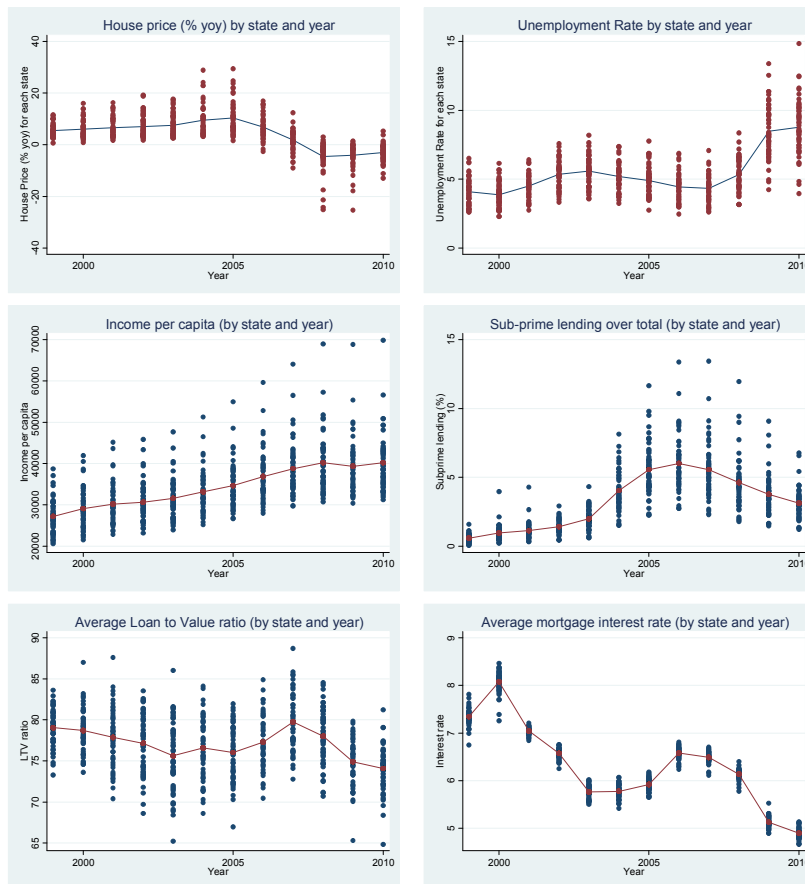 House price (% yoy) by state and year
House Price (% yoy) for each state
40
20
0
-20
40
2000
2005
2010
Year
Unemployment Rate by state and year
Unemployment Rate for each state
15
10
5
0
2000
2005
201
Year
Income per capita (by state and year)
Income per capita
70000
60000
50000
40000
30000
20000
2000
2005
2010
Year
Sub-prime lending over total (by state and year)
Subprime lending (%)
15
10
5
0
2000
2005
201
Year
Average Loan to Value ratio (by state and year)
LTV ratio
90
85
80
75
70
65
2000
2005
2010
Year
Average mortgage interest rate (by state and year)
Interest rate
9
8
7
6
5
2000
2005
201
Year